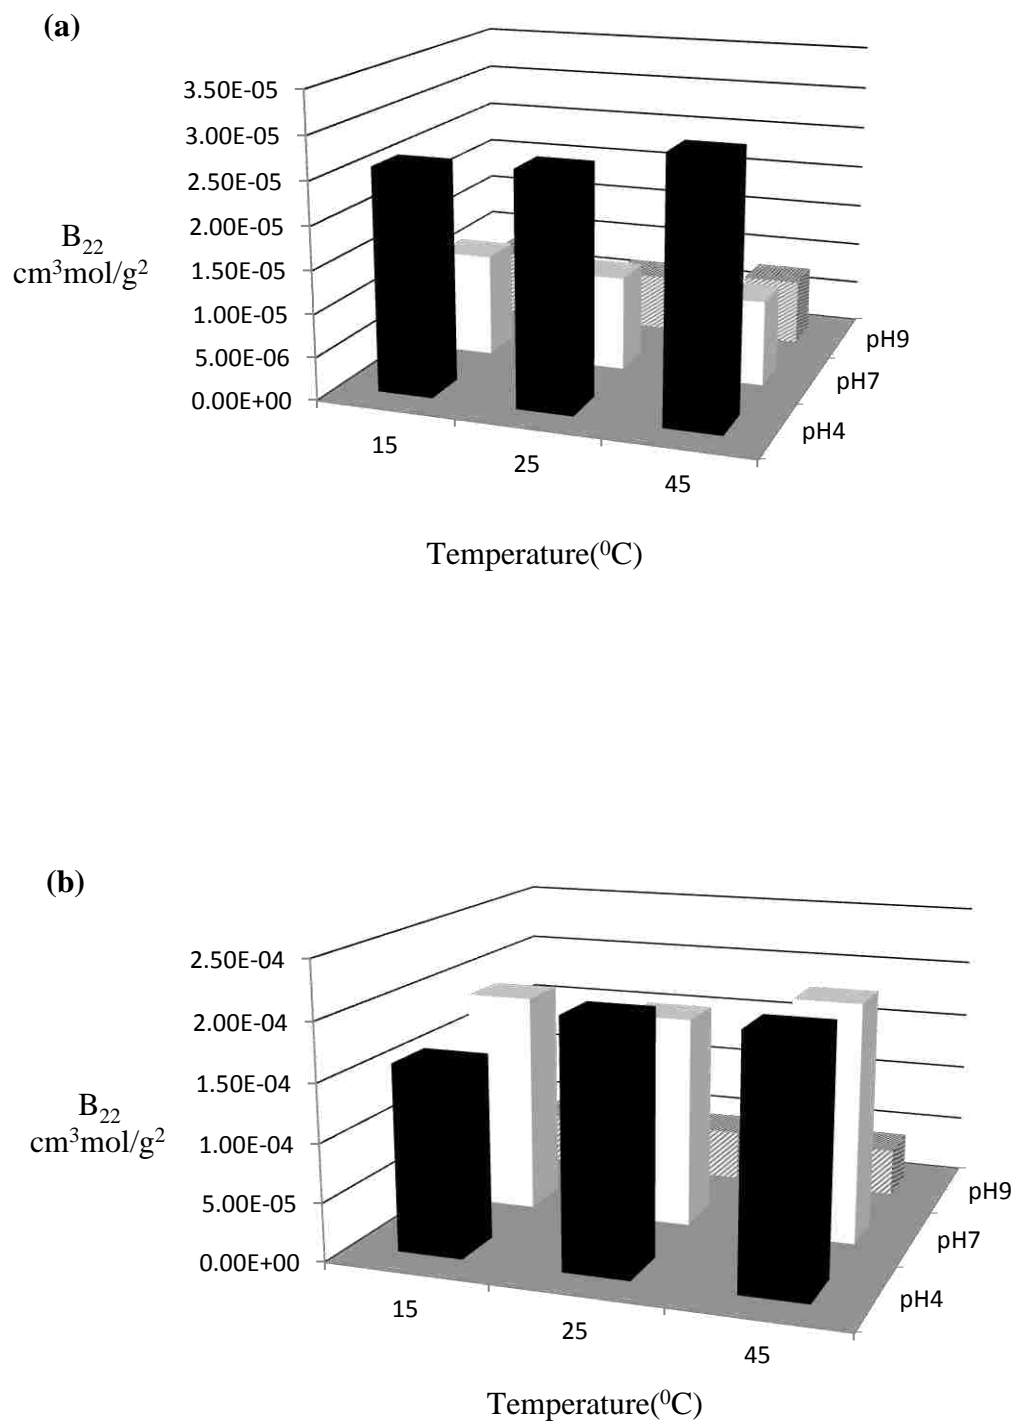 (a)
3.50E-05
3.00E-05
2.50E-05
2.00E-05
1.50E-05
1.00E-05
5.00E-06
0.00E+00
B₂₂
cm³mol/g²
15
25
45
pH4
pH7
pH9
Temperature(⁰C)
(b)
2.50E-04
2.00E-04
1.50E-04
1.00E-04
5.00E-05
0.00E+00
B₂₂
cm³mol/g²
15
25
45
pH4
pH7
pH9
Temperature(⁰C)